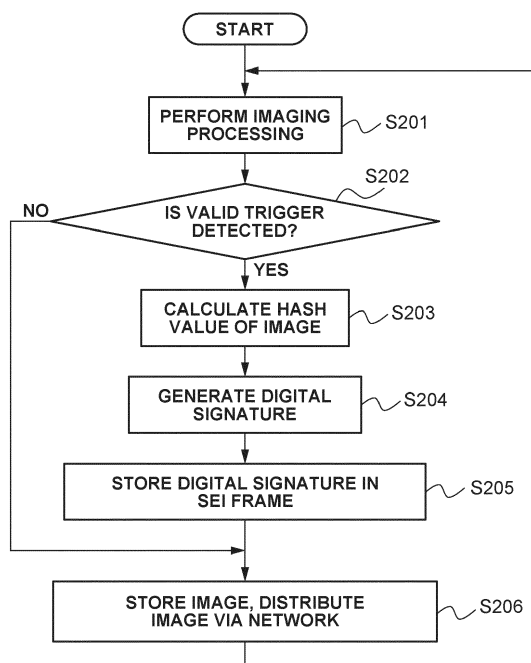 START
PERFORM IMAGING
PROCESSING
S201
S202
IS VALID TRIGGER
DETECTED?
NO
YES
CALCULATE HASH
VALUE OF IMAGE
S203
GENERATE DIGITAL
SIGNATURE
S204
STORE DIGITAL SIGNATURE IN
SEI FRAME
S205
STORE IMAGE, DISTRIBUTE
IMAGE VIA NETWORK
S206